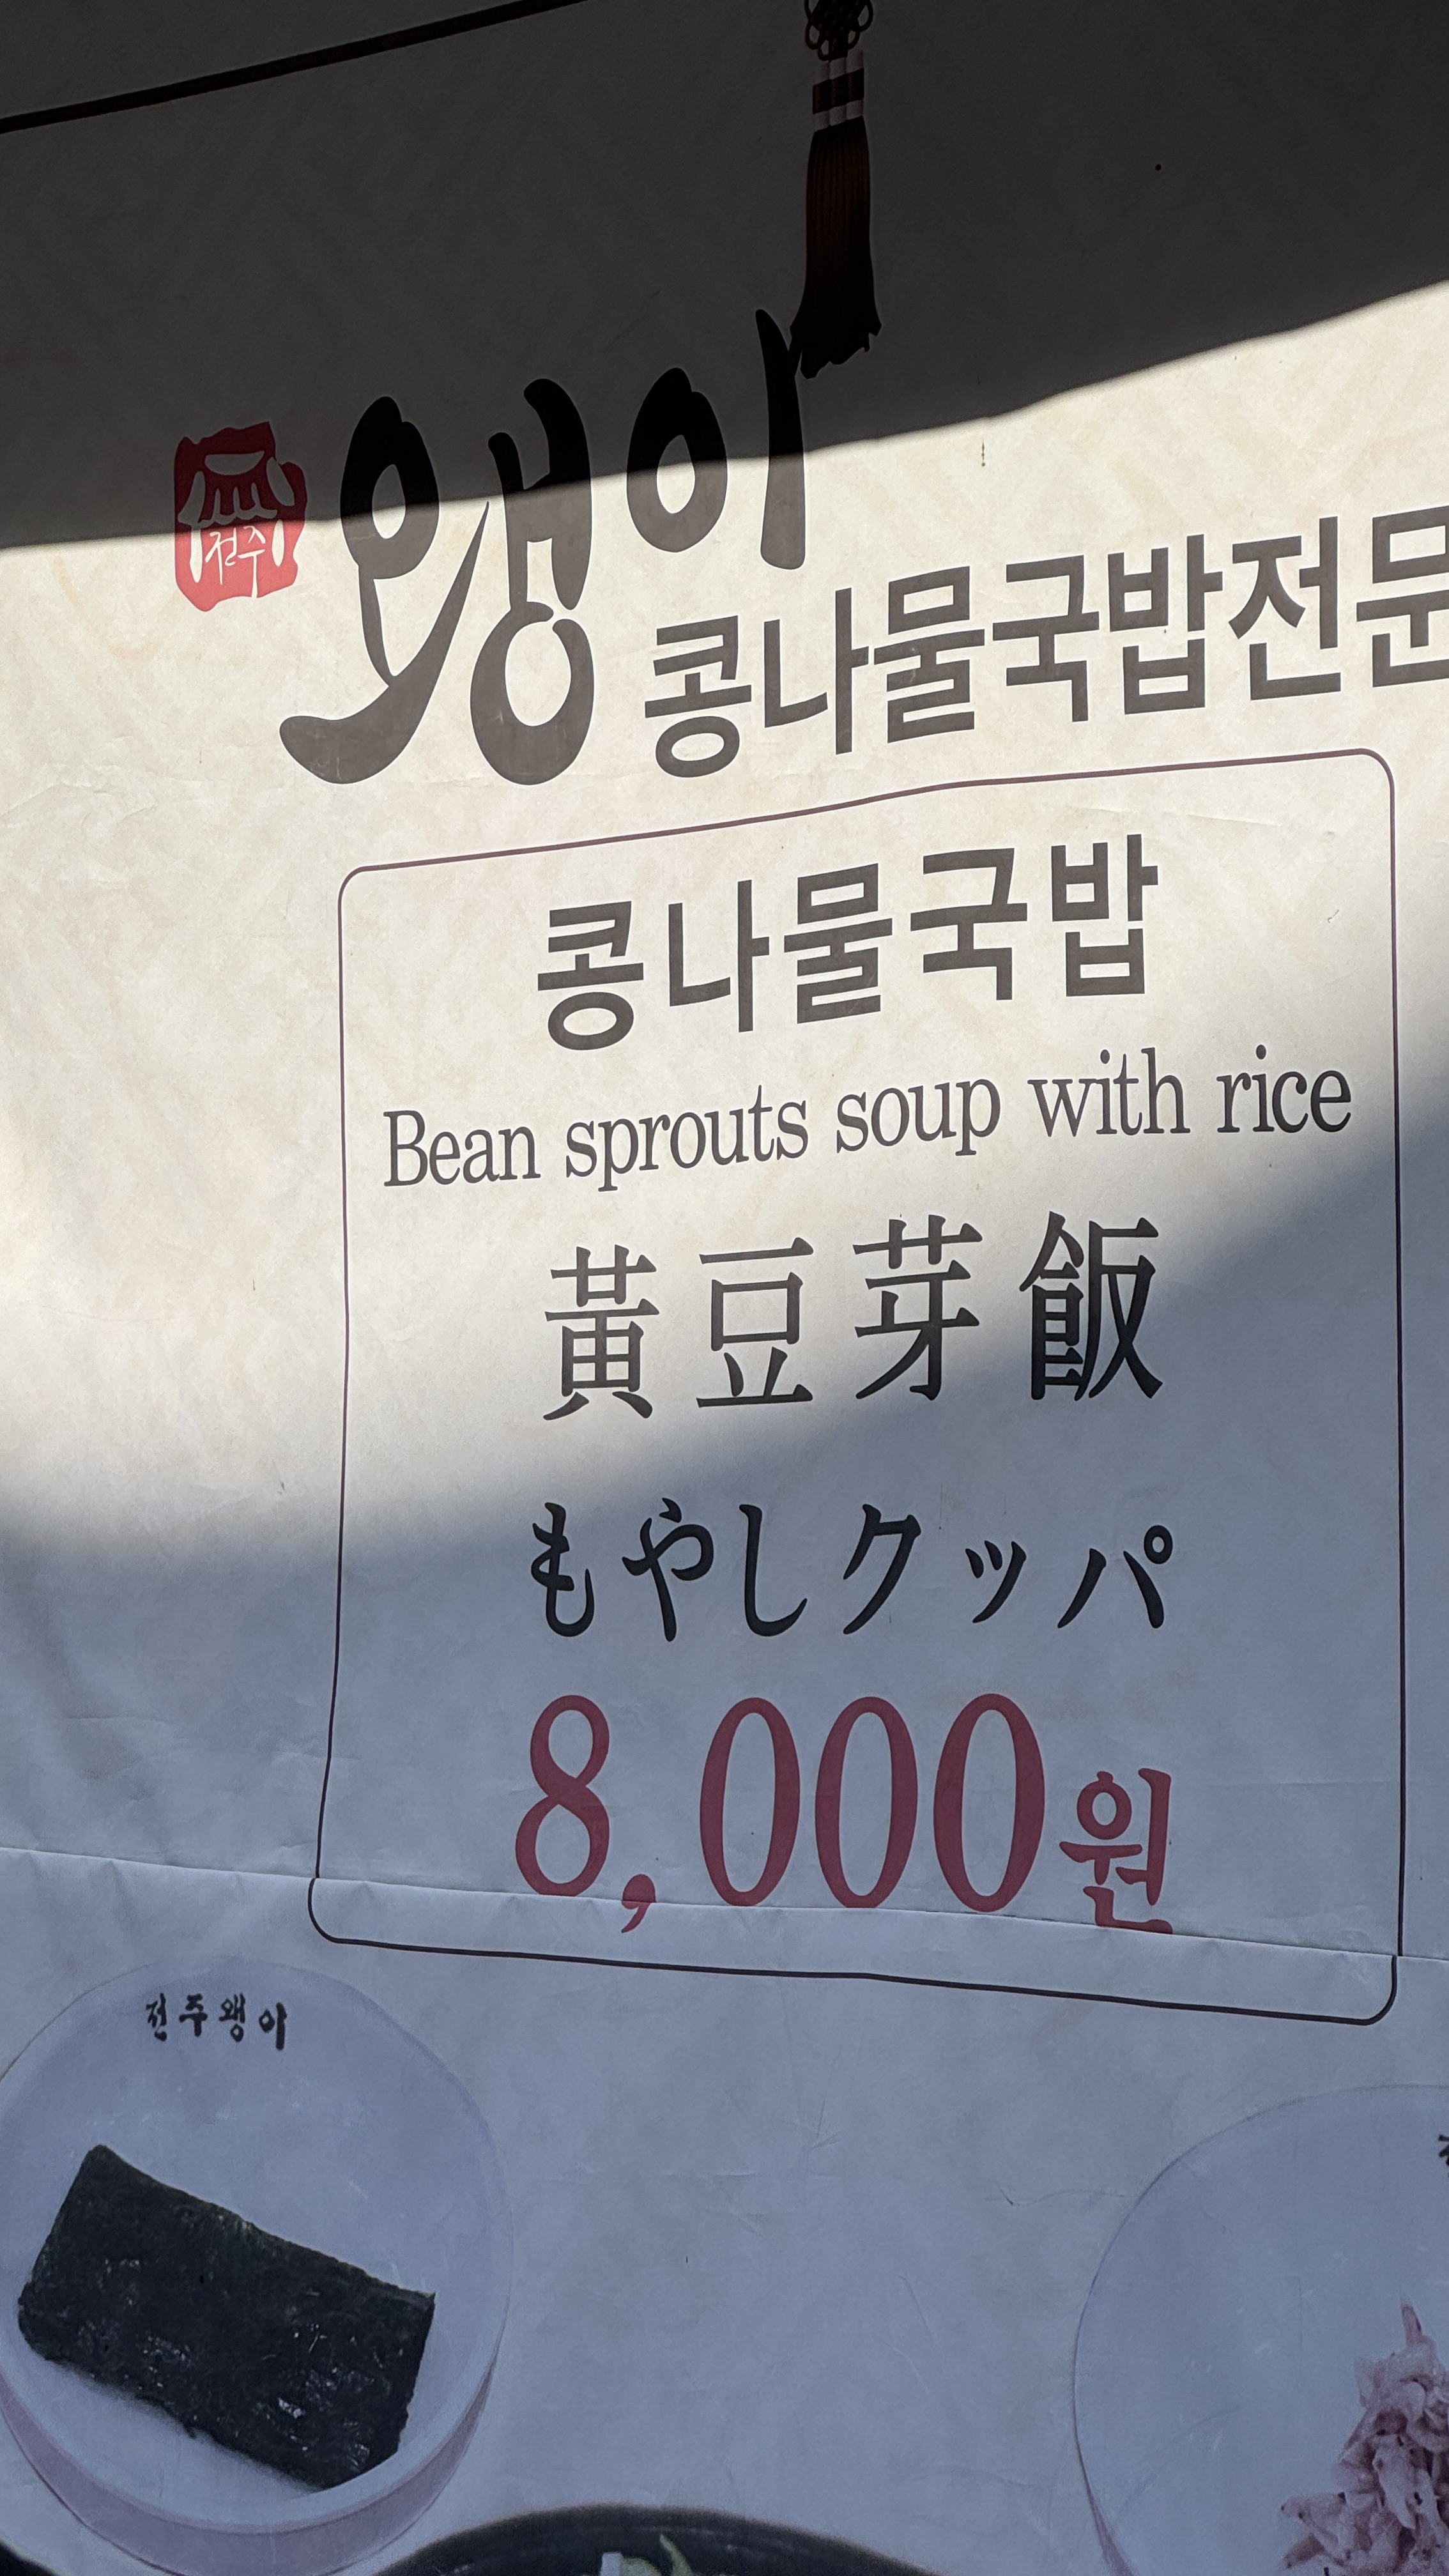 전주
왱이
콩나물국밥전문
콩나물국밥
Bean sprouts soup with rice
黃豆芽飯
もやしクッパ
8,000원
전주왱이